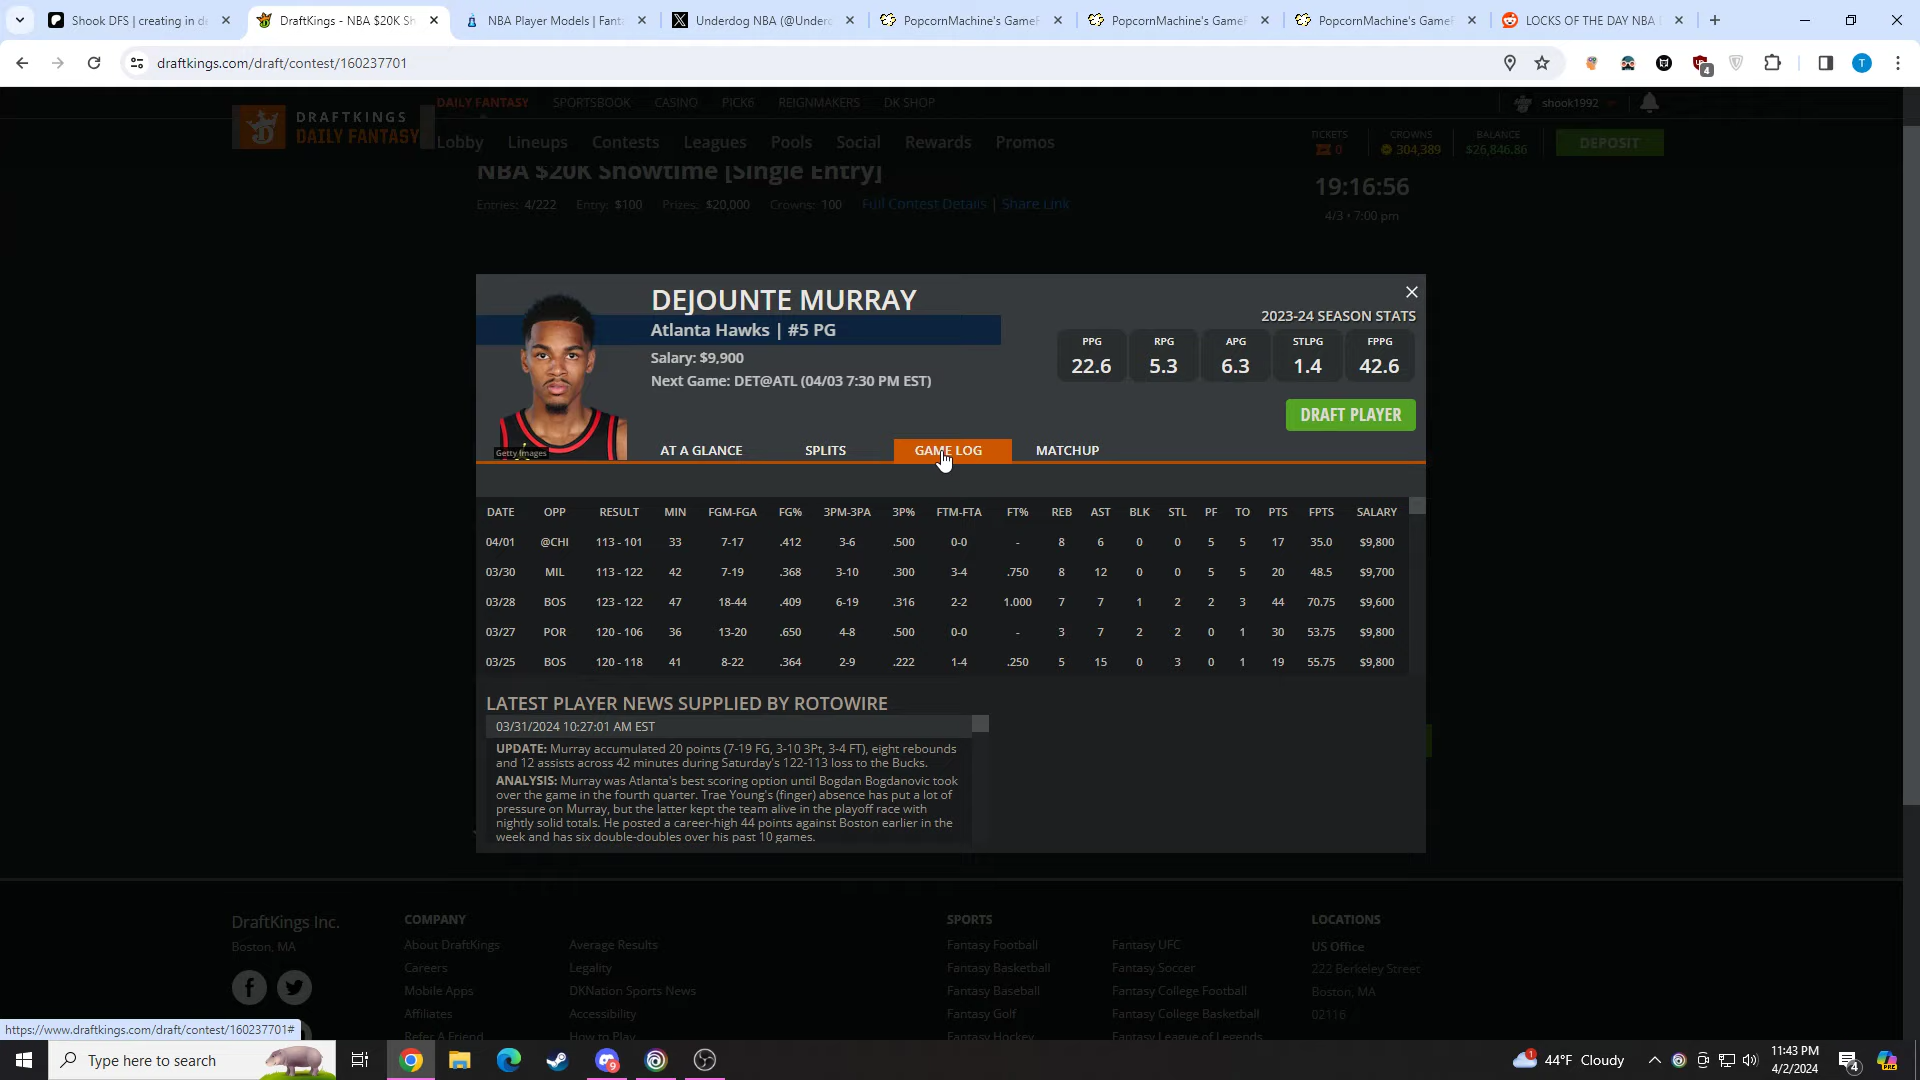 Shook DFS | creating in de
DraftKings - NBA $20K Sh
NBA Player Models | Fant
Underdog NBA (@Underd
PopcornMachine's GameF
PopcornMachine's GameF
PopcornMachine's GameF
LOCKS OF THE DAY NBA
draftkings.com/draft/contest/160237701
4
T
DAILY FANTASY SPORTSBOOK CASINO PICK6 REIGNMAKERS DK SHOP
shook1992
DRAFTKINGS
DAILY FANTASY
Lobby Lineups Contests Leagues Pools Social Rewards Promos
TICKETS
0
CROWNS
304,389
BALANCE
$26,846.86
DEPOSIT
NBA $20K Showtime [Single Entry]
Entries: 4/222 Entry: $100 Prizes: $20,000 Crowns: 100 Full Contest Details | Share Link
19:16:56
4/3 • 7:00 pm
DEJOUNTE MURRAY
Atlanta Hawks | #5 PG
Salary: $9,900
Next Game: DET@ATL (04/03 7:30 PM EST)
Getty Images
2023-24 SEASON STATS
PPG RPG APG STLPG FPPG
22.6 5.3 6.3 1.4 42.6
DRAFT PLAYER
AT A GLANCE SPLITS GAME LOG MATCHUP
DATE OPP RESULT MIN FGM-FGA FG% 3PM-3PA 3P% FTM-FTA FT% REB AST BLK STL PF TO PTS FPTS SALARY
04/01 @CHI 113 - 101 33 7-17 .412 3-6 .500 0-0 - 8 6 0 0 5 5 17 35.0 $9,800
03/30 MIL 113 - 122 42 7-19 .368 3-10 .300 3-4 .750 8 12 0 0 5 5 20 48.5 $9,700
03/28 BOS 123 - 122 47 18-44 .409 6-19 .316 2-2 1.000 7 7 1 2 2 3 44 70.75 $9,600
03/27 POR 120 - 106 36 13-20 .650 4-8 .500 0-0 - 3 7 2 2 0 1 30 53.75 $9,800
03/25 BOS 120 - 118 41 8-22 .364 2-9 .222 1-4 .250 5 15 0 3 0 1 19 55.75 $9,800
LATEST PLAYER NEWS SUPPLIED BY ROTOWIRE
03/31/2024 10:27:01 AM EST
UPDATE: Murray accumulated 20 points (7-19 FG, 3-10 3Pt, 3-4 FT), eight rebounds
and 12 assists across 42 minutes during Saturday's 122-113 loss to the Bucks.
ANALYSIS: Murray was Atlanta's best scoring option until Bogdan Bogdanovic took
over the game in the fourth quarter. Trae Young's (finger) absence has put a lot of
pressure on Murray, but the latter kept the team alive in the playoff race with
nightly solid totals. He posted a career-high 44 points against Boston earlier in the
week and has six double-doubles over his past 10 games.
DraftKings Inc.
Boston, MA
COMPANY
About DraftKings
Careers
Mobile Apps
Affiliates
Refer A Friend
Average Results
Legality
DKNation Sports News
Accessibility
How to Play
SPORTS
Fantasy Football
Fantasy Basketball
Fantasy Baseball
Fantasy Golf
Fantasy Hockey
Fantasy UFC
Fantasy Soccer
Fantasy College Football
Fantasy College Basketball
Fantasy League of Legends
LOCATIONS
US Office
222 Berkeley Street
Boston, MA
02116
https://www.draftkings.com/draft/contest/160237701#
Type here to search
9
1
44°F Cloudy
11:43 PM
4/2/2024
4
PRE